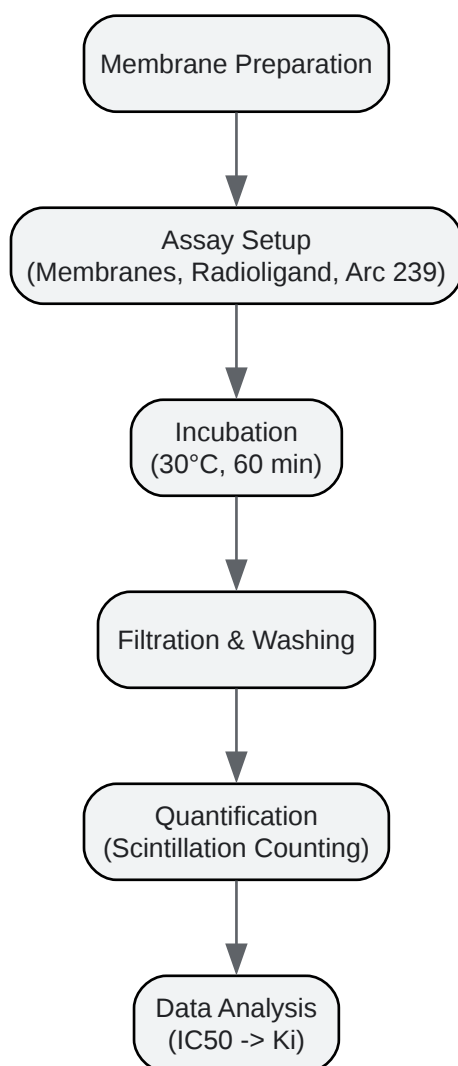 Membrane Preparation
Assay Setup
(Membranes, Radioligand, Arc 239)
Incubation
(30°C, 60 min)
Filtration & Washing
Quantification
(Scintillation Counting)
Data Analysis
(IC50 -> Ki)